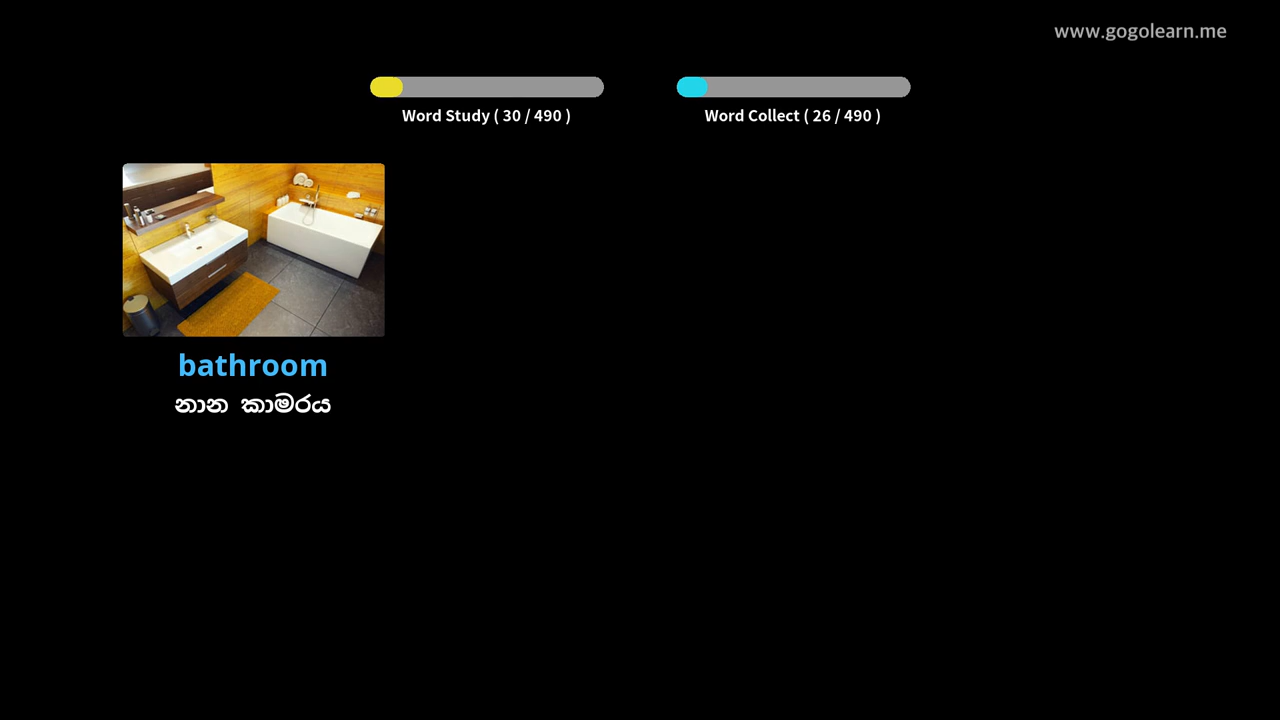 www.gogolearn.me
Word Study ( 30 / 490 )
Word Collect ( 26 / 490 )
bathroom
නාන කාමරය